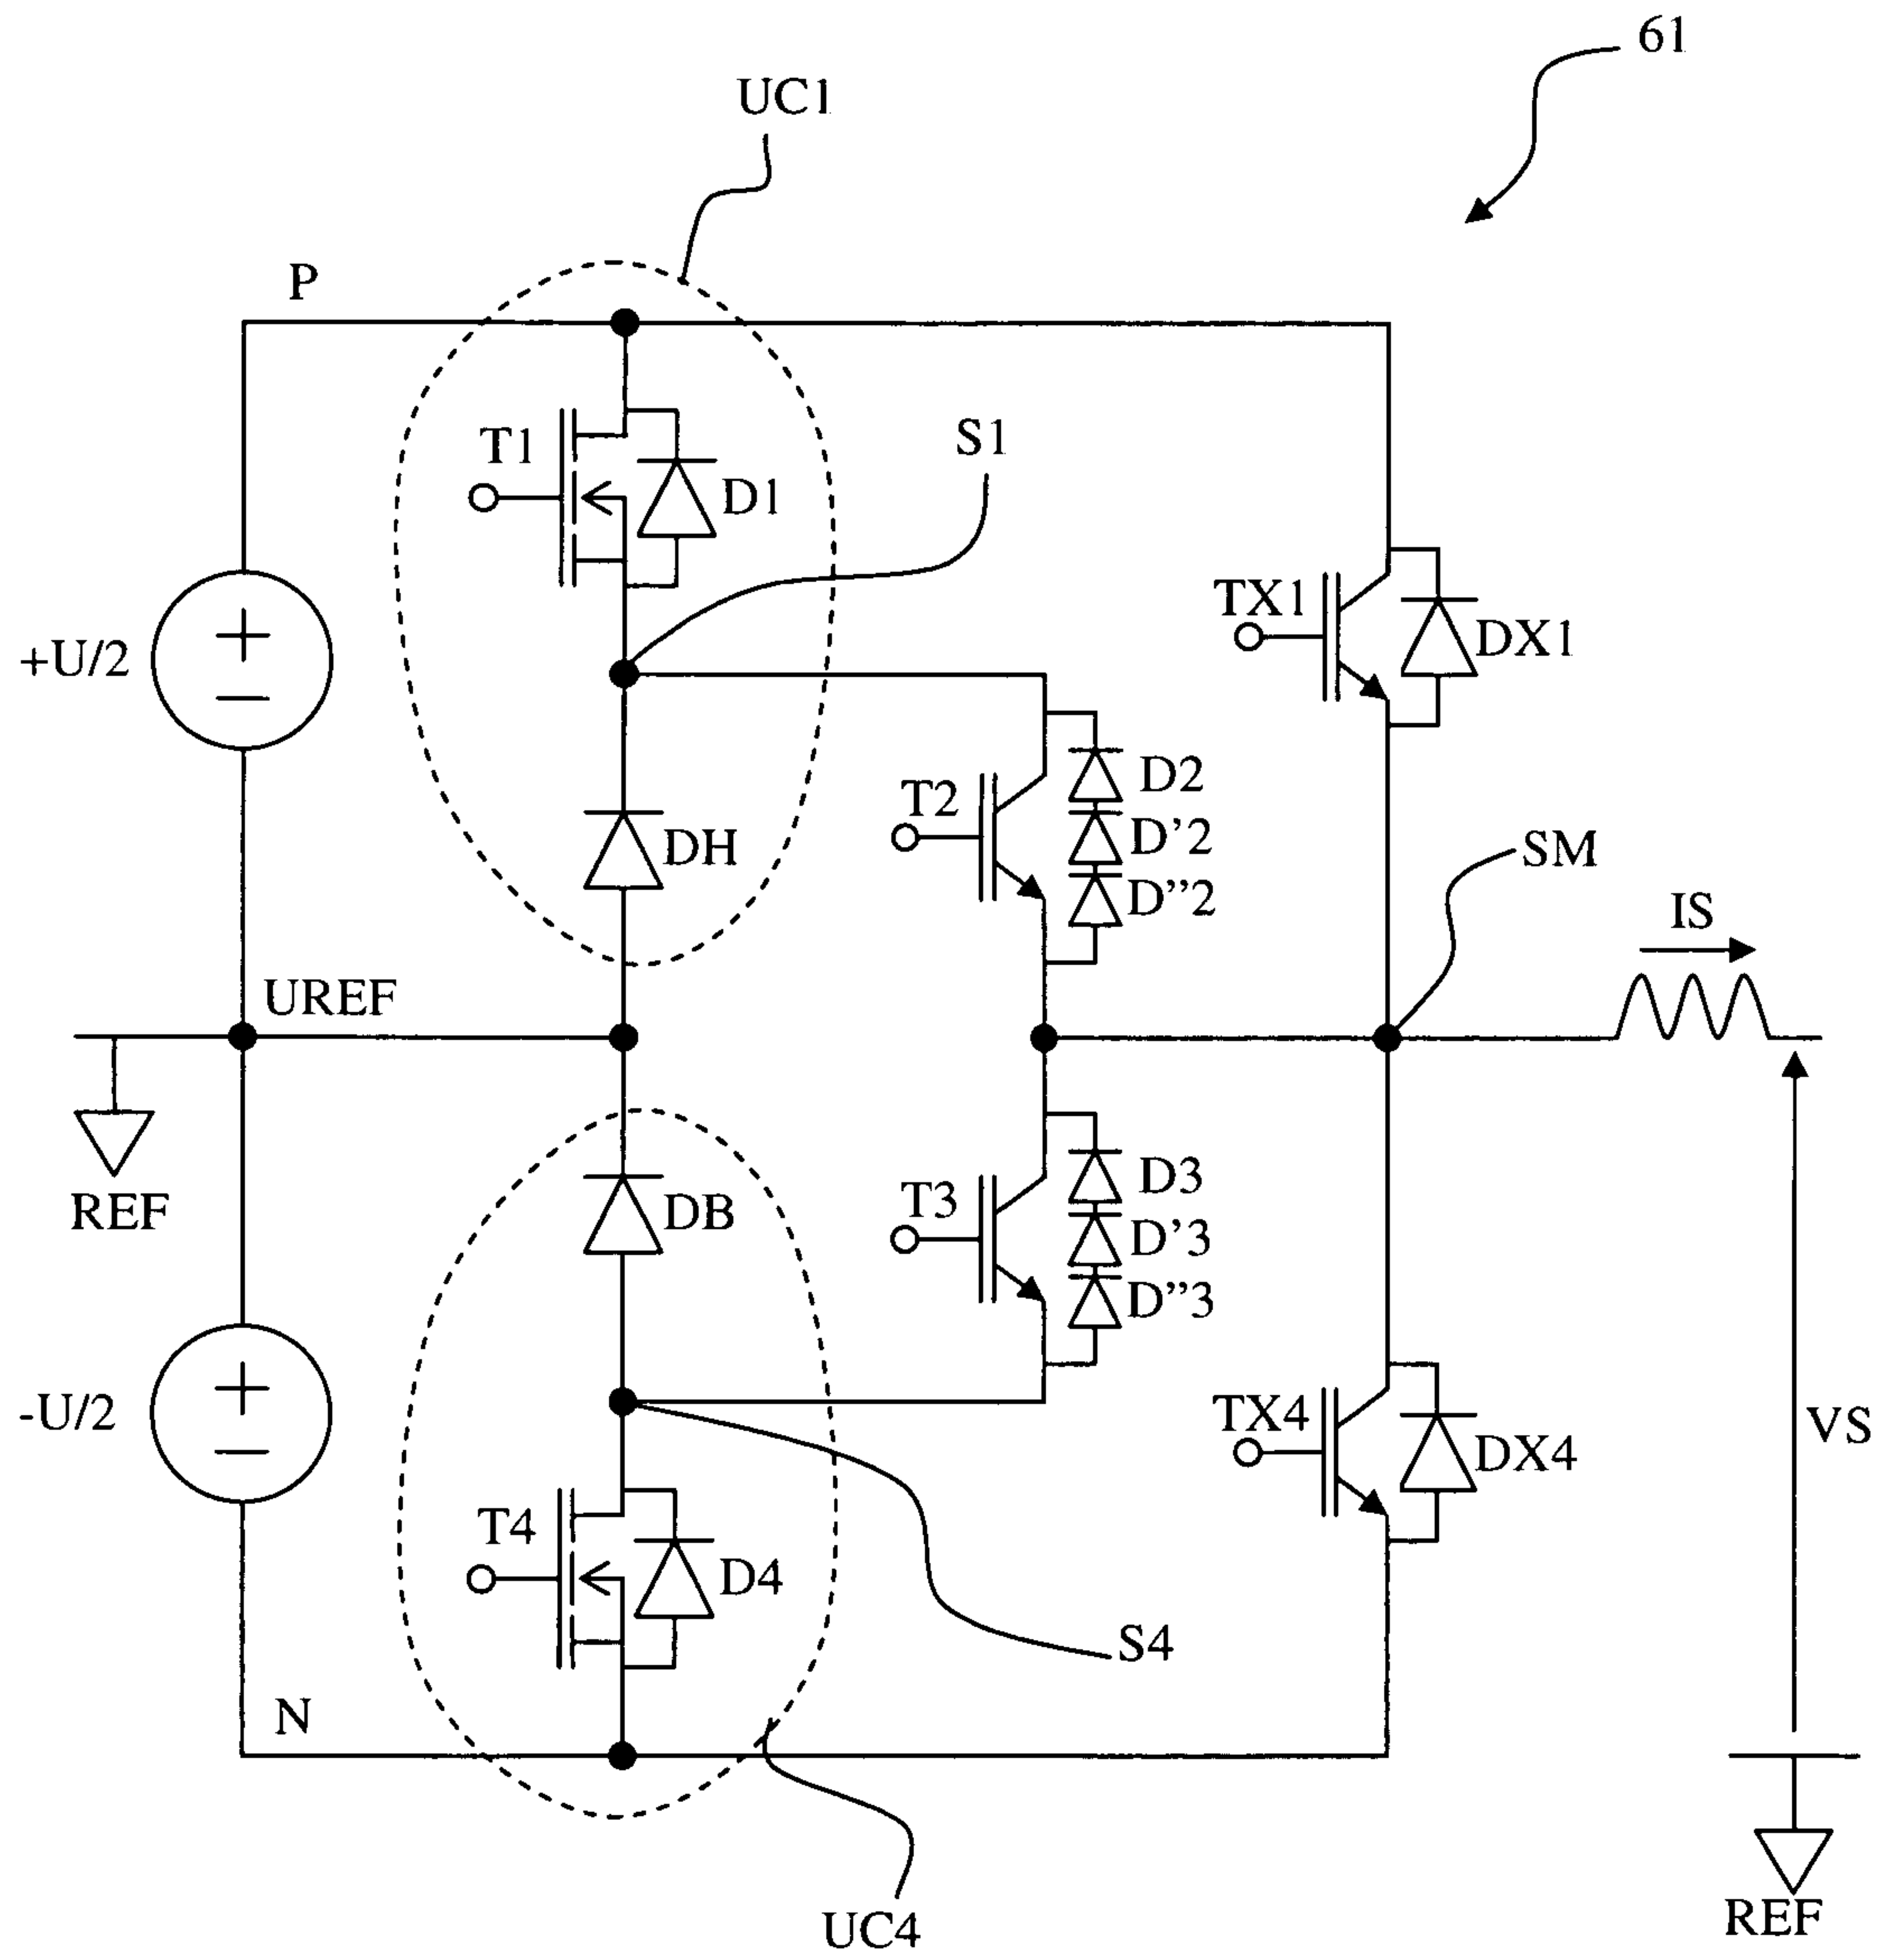 61
UC1
P
T1
D1
S1
TX1
DX1
+U/2
D2
T2
D'2
DH
D''2
SM
IS
UREF
D3
T3
REF
DB
D'3
D''3
-U/2
TX4
DX4
VS
T4
D4
S4
N
UC4
REF